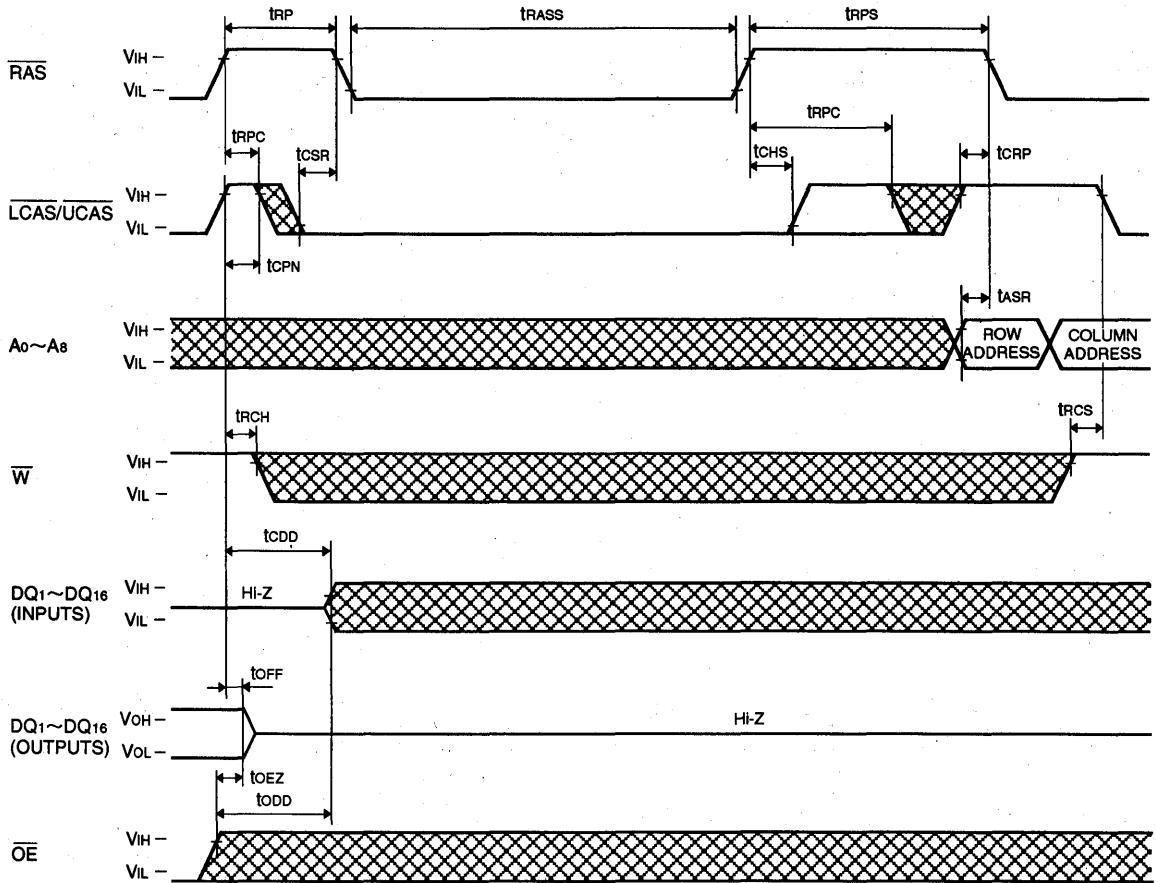 tRP tRASS tRPS
RAS VIH VIL
tRPC tCSR tCHS tRPC tCRP
LCAS/UCAS VIH VIL
tCPN tASR
A0~A8 VIH VIL ROW ADDRESS COLUMN ADDRESS
tRCH tRCS
W VIH VIL
tCDD
DQ1~DQ16 (INPUTS) VIH VIL Hi-Z
tOFF
DQ1~DQ16 (OUTPUTS) VOH VOL Hi-Z
tOEZ
tODD
OE VIH VIL